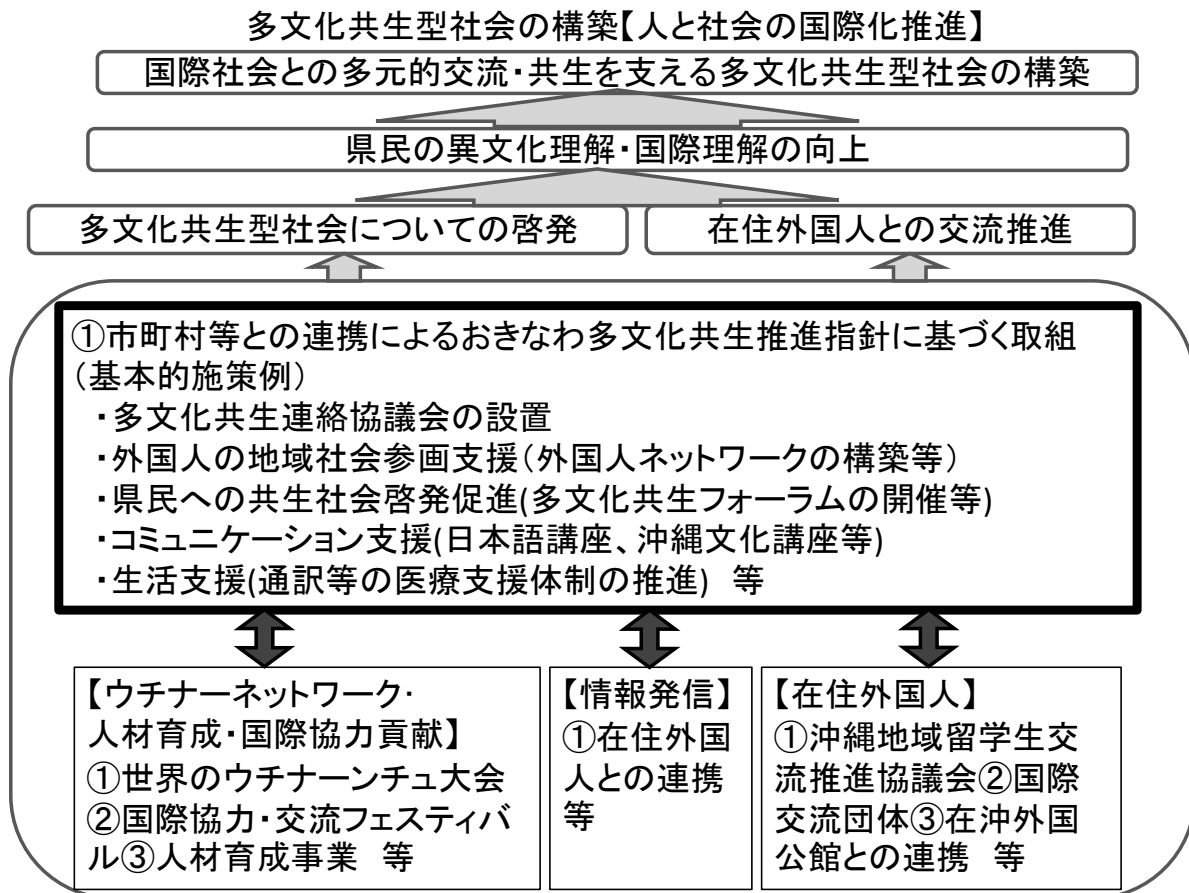 多文化共生型社会の構築【人と社会の国際化推進】
国際社会との多元的交流・共生を支える多文化共生型社会の構築
県民の異文化理解・国際理解の向上
多文化共生型社会についての啓発
在住外国人との交流推進
①市町村等との連携によるおきなわ多文化共生推進指針に基づく取組
（基本的施策例）
・多文化共生連絡協議会の設置
・外国人の地域社会参画支援（外国人ネットワークの構築等）
・県民への共生社会啓発促進(多文化共生フォーラムの開催等)
・コミュニケーション支援(日本語講座、沖縄文化講座等)
・生活支援(通訳等の医療支援体制の推進)　等
【ウチナーネットワーク・
人材育成・国際協力貢献】
①世界のウチナーンチュ大会
②国際協力・交流フェスティバ
ル③人材育成事業　等
【情報発信】
①在住外国
人との連携
等
【在住外国人】
①沖縄地域留学生交
流推進協議会②国際
交流団体③在沖外国
公館との連携　等